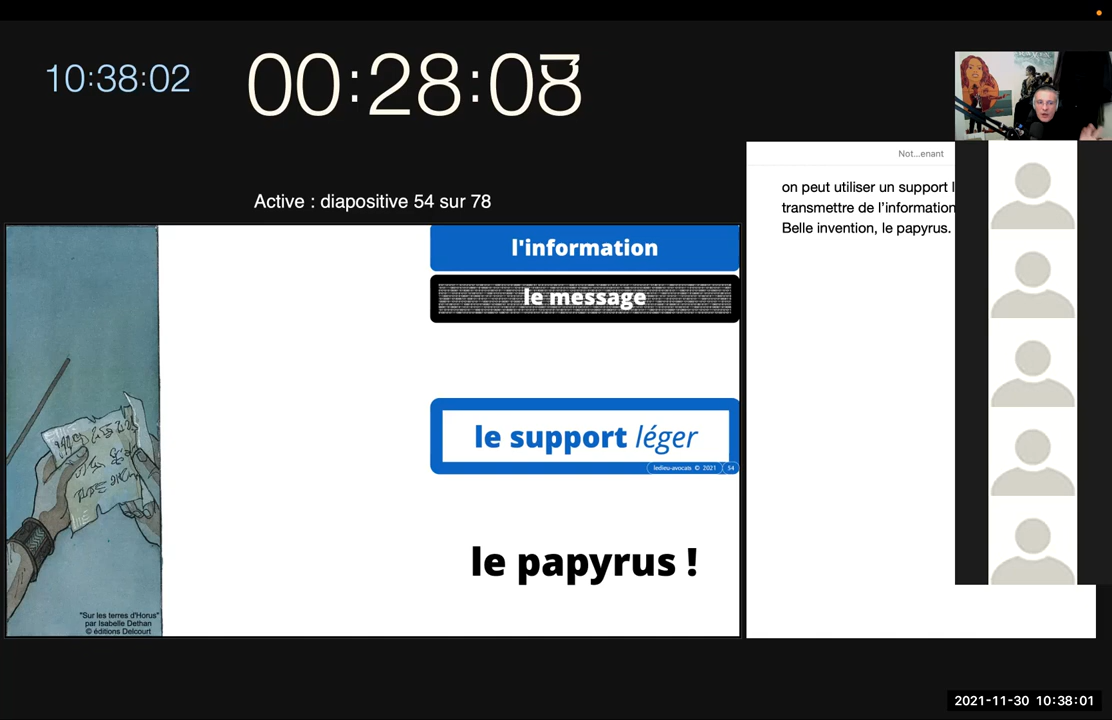 10:38:02
00:28:08
Active : diapositive 54 sur 78
l'information
le message
le support léger
ledieu-avocats © 2021 54
le papyrus !
"Sur les terres d'Horus"
par Isabelle Dethan
© éditions Delcourt
Not...enant
on peut utiliser un support l
transmettre de l'information
Belle invention, le papyrus.
2021-11-30 10:38:01